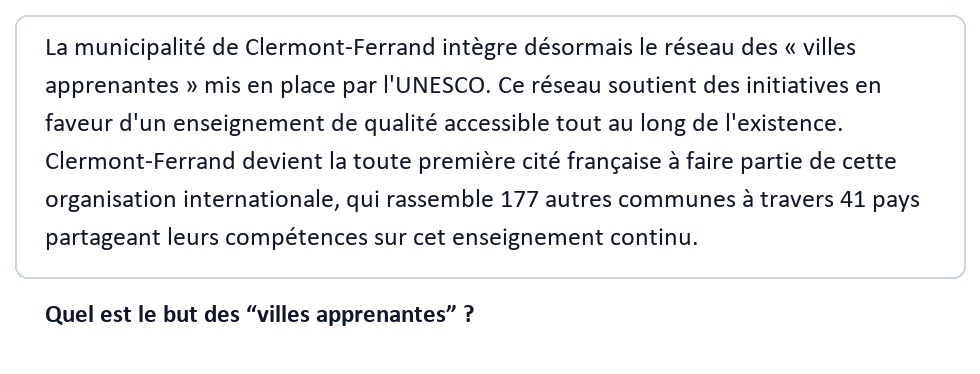 La municipalité de Clermont-Ferrand intègre désormais le réseau des « villes
apprenantes » mis en place par l'UNESCO. Ce réseau soutient des initiatives en
faveur d'un enseignement de qualité accessible tout au long de l'existence.
Clermont-Ferrand devient la toute première cité française à faire partie de cette
organisation internationale, qui rassemble 177 autres communes à travers 41 pays
partageant leurs compétences sur cet enseignement continu.
Quel est le but des “villes apprenantes” ?